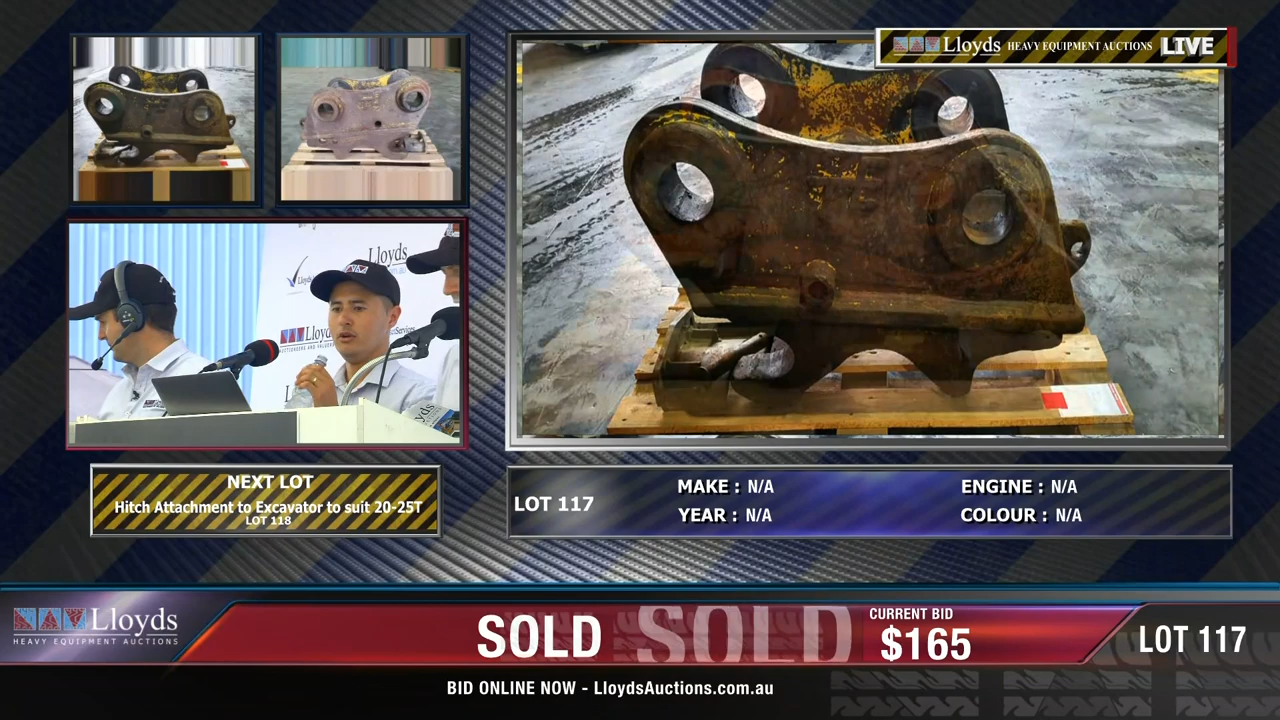 Lloyds HEAVY EQUIPMENT AUCTIONS LIVE
Lloyds
Lloyds
NEXT LOT
Hitch Attachment to Excavator to suit 20-25T
LOT 118
LOT 117
MAKE : N/A
ENGINE : N/A
YEAR : N/A
COLOUR : N/A
Lloyds
HEAVY EQUIPMENT AUCTIONS
SOLD
SOLD
CURRENT BID
$165
LOT 117
BID ONLINE NOW - LloydsAuctions.com.au